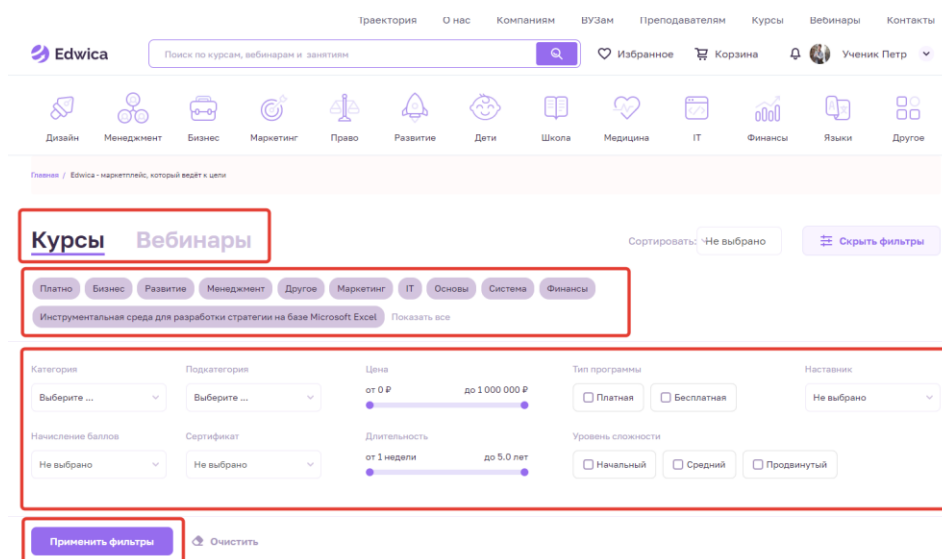 Траектория О нас Компаниям ВУЗам Преподавателям Курсы Вебинары Контакты
Edwica Поиск по курсам, вебинарам и занятиям Избранное Корзина Ученик Петр
Дизайн Менеджмент Бизнес Маркетинг Право Развитие Дети Школа Медицина IT Финансы Языки Другое
Главная / Edwica - маркетплейс, который ведёт к цели
Курсы Вебинары Сортировать: Не выбрано Скрыть фильтры
Платно Бизнес Развитие Менеджмент Другое Маркетинг IT Основы Система Финансы
Инструментальная среда для разработки стратегии на базе Microsoft Excel Показать все
Категория Подкатегория Цена Тип программы Наставник
Выберите ... Выберите ... от 0 ₽ до 1 000 000 ₽ Платная Бесплатная Не выбрано
Начисление баллов Сертификат Длительность Уровень сложности
Не выбрано Не выбрано от 1 недели до 5.0 лет Начальный Средний Продвинутый
Применить фильтры Очистить